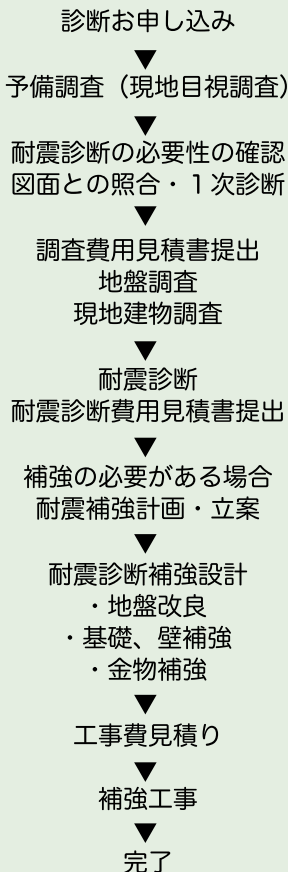 診断お申し込み
▼
予備調査（現地目視調査）
▼
耐震診断の必要性の確認
図面との照合・１次診断
▼
調査費用見積書提出
地盤調査
現地建物調査
▼
耐震診断
耐震診断費用見積書提出
▼
補強の必要がある場合
耐震補強計画・立案
▼
耐震診断補強設計
・地盤改良
・基礎、壁補強
・金物補強
▼
工事費見積り
▼
補強工事
▼
完了